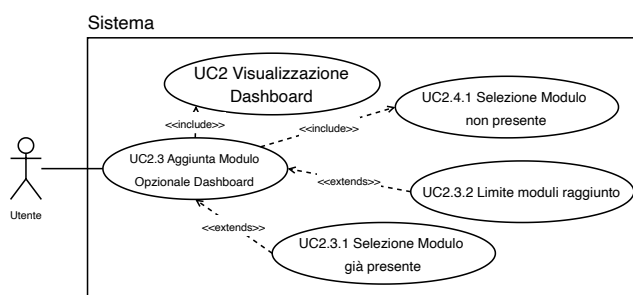 Sistema
UC2 Visualizzazione
Dashboard
UC2.4.1 Selezione Modulo
non presente
<<include>>
<<include>>
UC2.3 Aggiunta Modulo
Opzionale Dashboard
<<extends>>
UC2.3.2 Limite moduli raggiunto
Utente
<<extends>>
UC2.3.1 Selezione Modulo
già presente